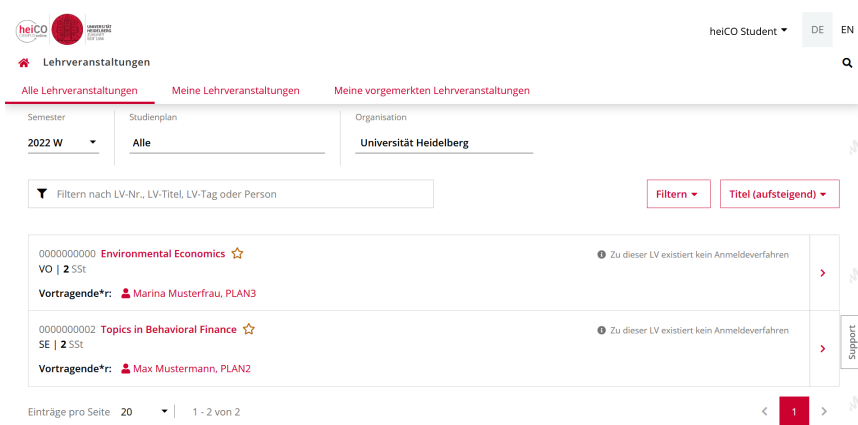 heiCO
UNIVERSITÄT
HEIDELBERG
ZUKUNFT
SEIT 1386
heiCO Student
DE
EN
Lehrveranstaltungen
Alle Lehrveranstaltungen
Meine Lehrveranstaltungen
Meine vorgemerkten Lehrveranstaltungen
Semester
Studienplan
Organisation
2022 W
Alle
Universität Heidelberg
Filtern nach LV-Nr., LV-Titel, LV-Tag oder Person
Filtern
Titel (aufsteigend)
0000000000 Environmental Economics
Zu dieser LV existiert kein Anmeldeverfahren
VO | 2 SSt
Vortragende*r: Marina Musterfrau, PLAN3
0000000002 Topics in Behavioral Finance
Zu dieser LV existiert kein Anmeldeverfahren
SE | 2 SSt
Vortragende*r: Max Mustermann, PLAN2
Support
Einträge pro Seite 20
1 - 2 von 2
1